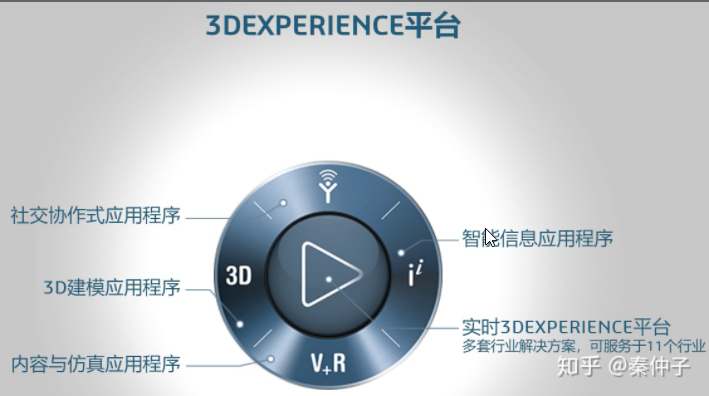 3DEXPERIENCE平台
社交协作式应用程序
智能信息应用程序
3D
i i
3D建模应用程序
实时3DEXPERIENCE平台
多套行业解决方案，可服务于11个行业
内容与仿真应用程序
V+R
知乎 @秦仲子